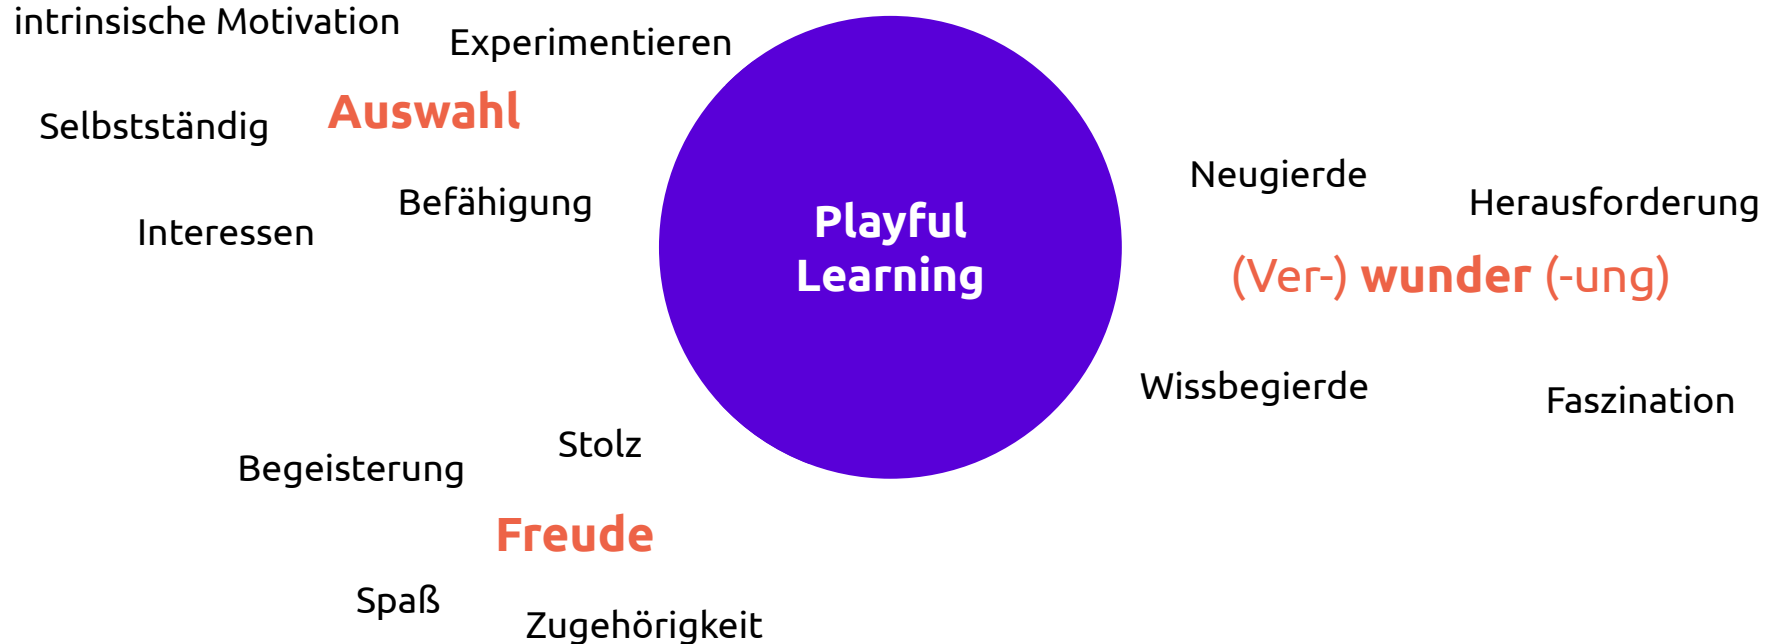 intrinsische Motivation
Experimentieren
Auswahl
Selbstständig
Befähigung
Interessen
Playful
Learning
Neugierde
Herausforderung
(Ver-) wunder (-ung)
Wissbegierde
Faszination
Stolz
Begeisterung
Freude
Spaß
Zugehörigkeit